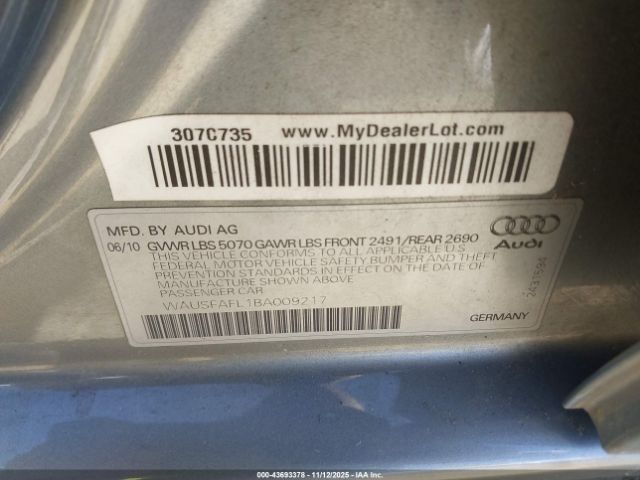 307C735 www.MyDealerLot.com
MFD. BY AUDI AG
06/10 GVWR LBS 5070 GAWR LBS FRONT 2491/REAR 2690
THIS VEHICLE CONFORMS TO ALL APPLICABLE U.S.
FEDERAL MOTOR VEHICLE SAFETY BUMPER AND THEFT
PREVENTION STANDARDS IN EFFECT ON THE DATE OF
MANUFACTURE SHOWN ABOVE
PASSENGER CAR
WAUSFAFL1BA009217
Audi
2431594
GERMANY
000-43693378 - 11/12/2025 - IAA Corp.